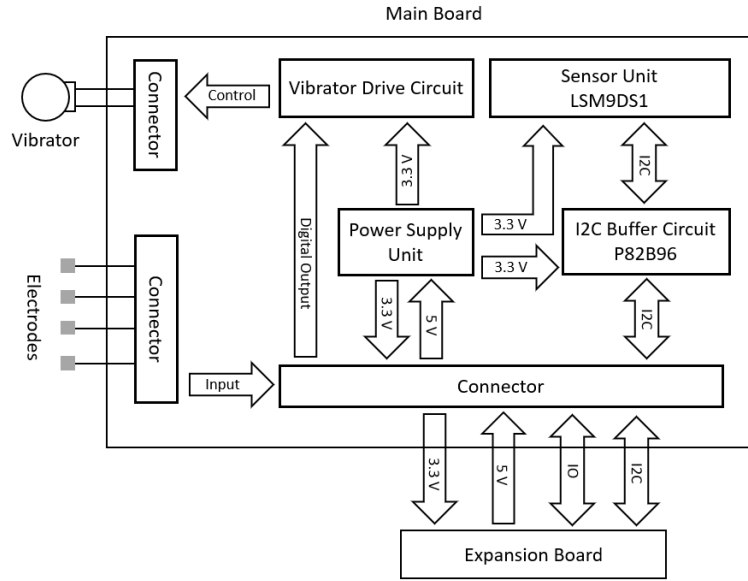 Main Board
Connector
Control
Vibrator Drive Circuit
Sensor Unit
LSM9DS1
Vibrator
3.3 V
I2C
Digital Output
Power Supply
Unit
3.3 V
3.3 V
I2C Buffer Circuit
P82B96
Electrodes
Connector
3.3 V
5 V
I2C
Input
Connector
3.3 V
5 V
IO
I2C
Expansion Board